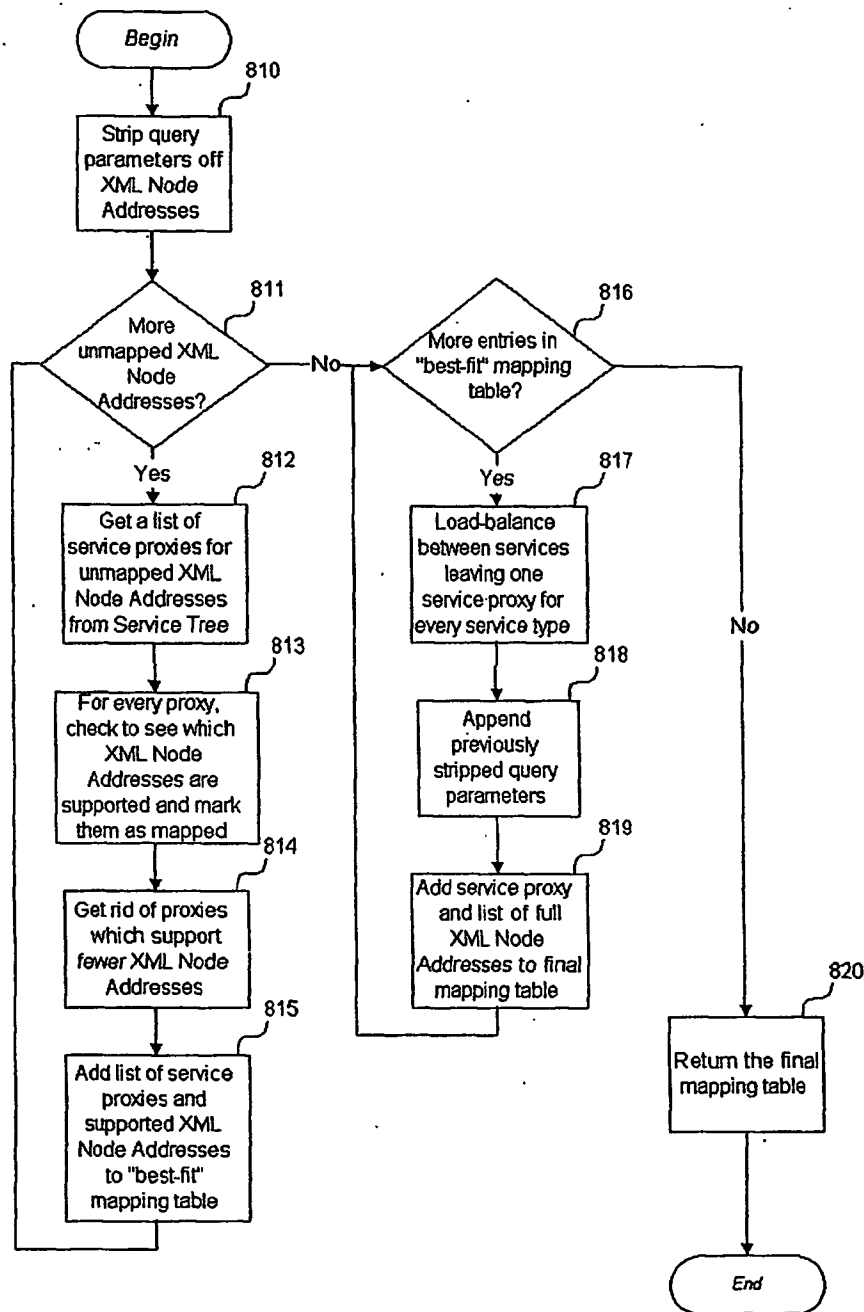 Begin
810
Strip query
parameters off
XML Node
Addresses
811
More
unmapped XML
Node
Addresses?
No
Yes
812
Get a list of
service proxies for
unmapped XML
Node Addresses
from Service Tree
813
For every proxy,
check to see which
XML Node
Addresses are
supported and mark
them as mapped
814
Get rid of proxies
which support
fewer XML Node
Addresses
815
Add list of service
proxies and
supported XML
Node Addresses
to "best-fit"
mapping table
816
More entries in
"best-fit" mapping
table?
Yes
817
Load-balance
between services
leaving one
service proxy for
every service type
818
Append
previously
stripped query
parameters
819
Add service proxy
and list of full
XML Node
Addresses to final
mapping table
No
820
Return the final
mapping table
End